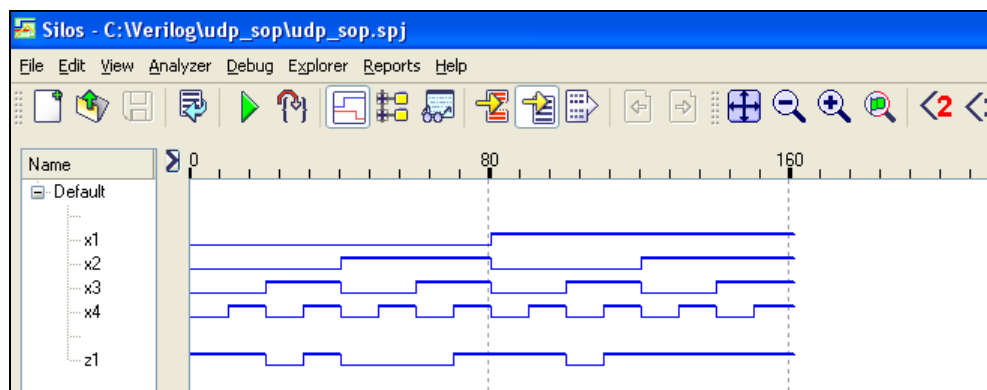 Silos - C:\Verilog\udp_sop\udp_sop.spj
File Edit View Analyzer Debug Explorer Reports Help
2
Name
0 80 160
Default
x1
x2
x3
x4
z1